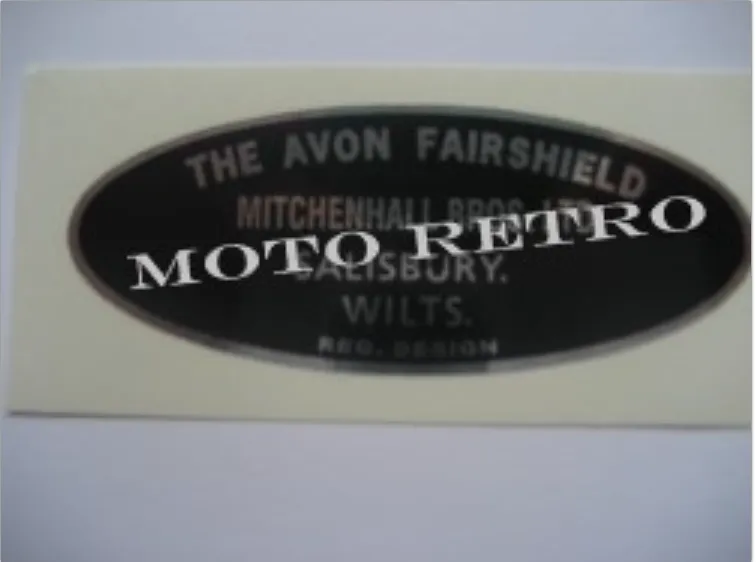 THE AVON FAIRSHIELD
MITCHENHALL BROS. LTD.
MOTO RETRO
SALISBURY.
WILTS.
REG. DESIGN